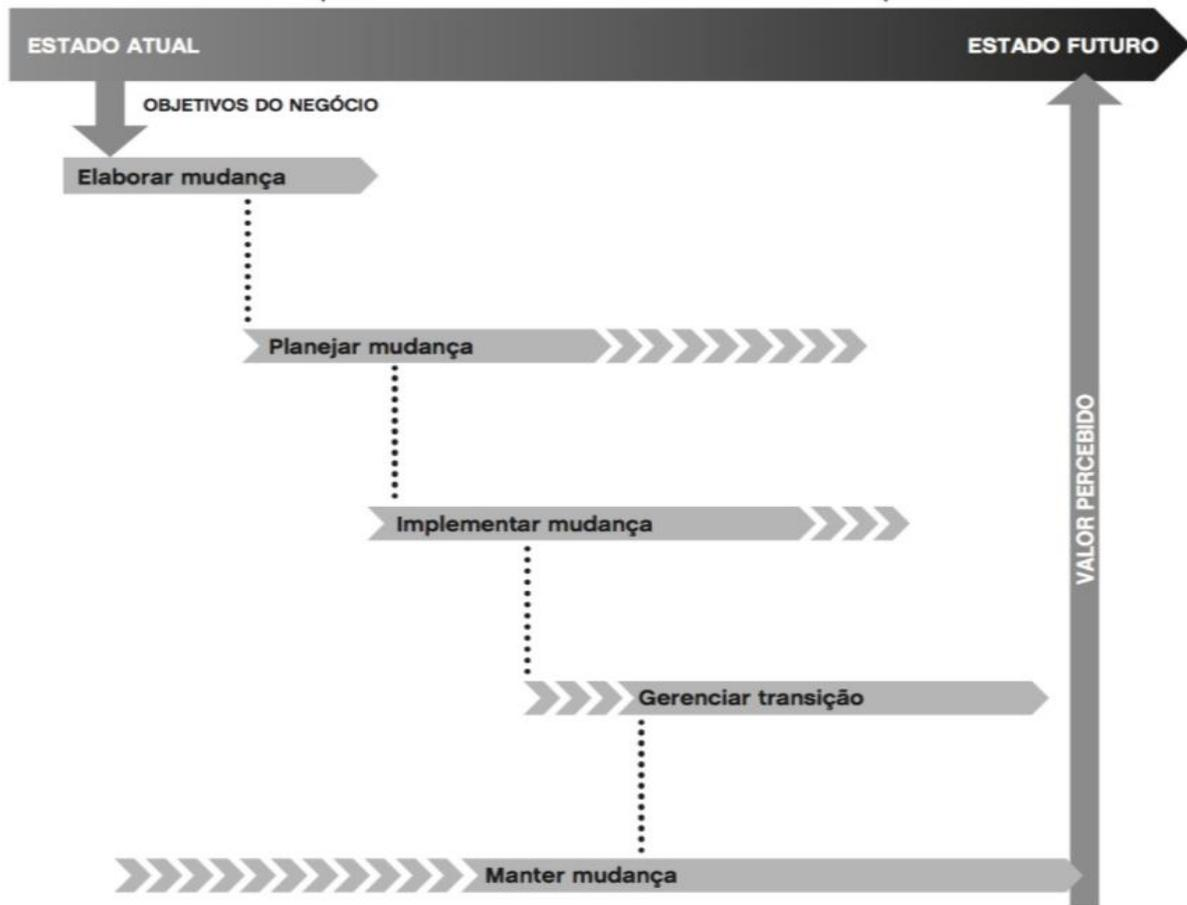 ESTADO ATUAL
ESTADO FUTURO
OBJETIVOS DO NEGÓCIO
Elaborar mudança
Planejar mudança
VALOR PERCEBIDO
Implementar mudança
Gerenciar transição
Manter mudança